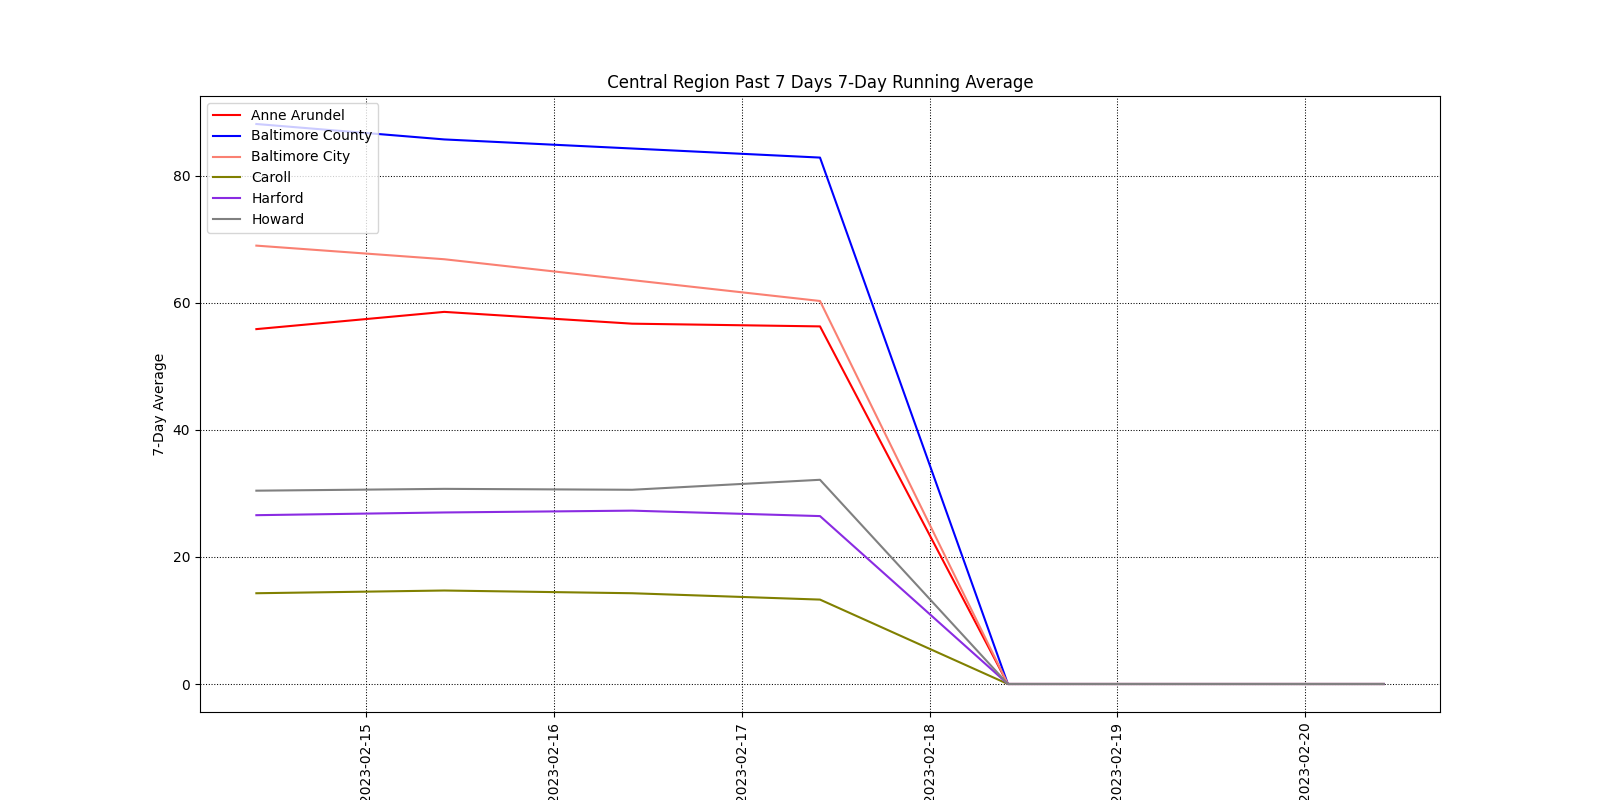 Central Region Past 7 Days 7-Day Running Average
Anne Arundel
Baltimore County
Baltimore City
Caroll
Harford
Howard
80
60
40
20
0
7-Day Average
2023-02-15
2023-02-16
2023-02-17
2023-02-18
2023-02-19
2023-02-20